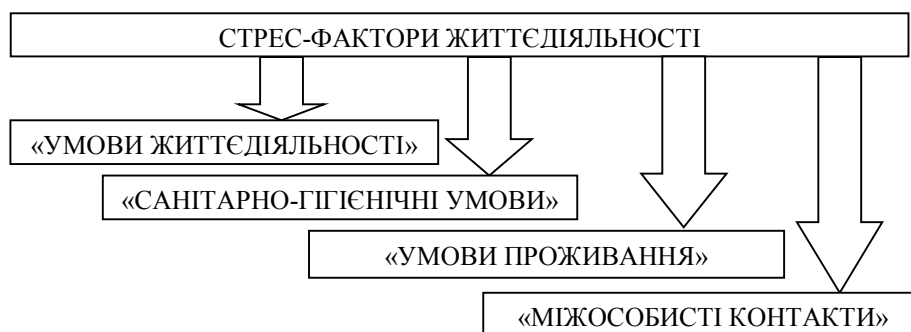 СТРЕС-ФАКТОРИ ЖИТТЄДІЯЛЬНОСТІ
«УМОВИ ЖИТТЄДІЯЛЬНОСТІ»
«САНІТАРНО-ГІГІЄНІЧНІ УМОВИ»
«УМОВИ ПРОЖИВАННЯ»
«МІЖОСОБИСТІ КОНТАКТИ»